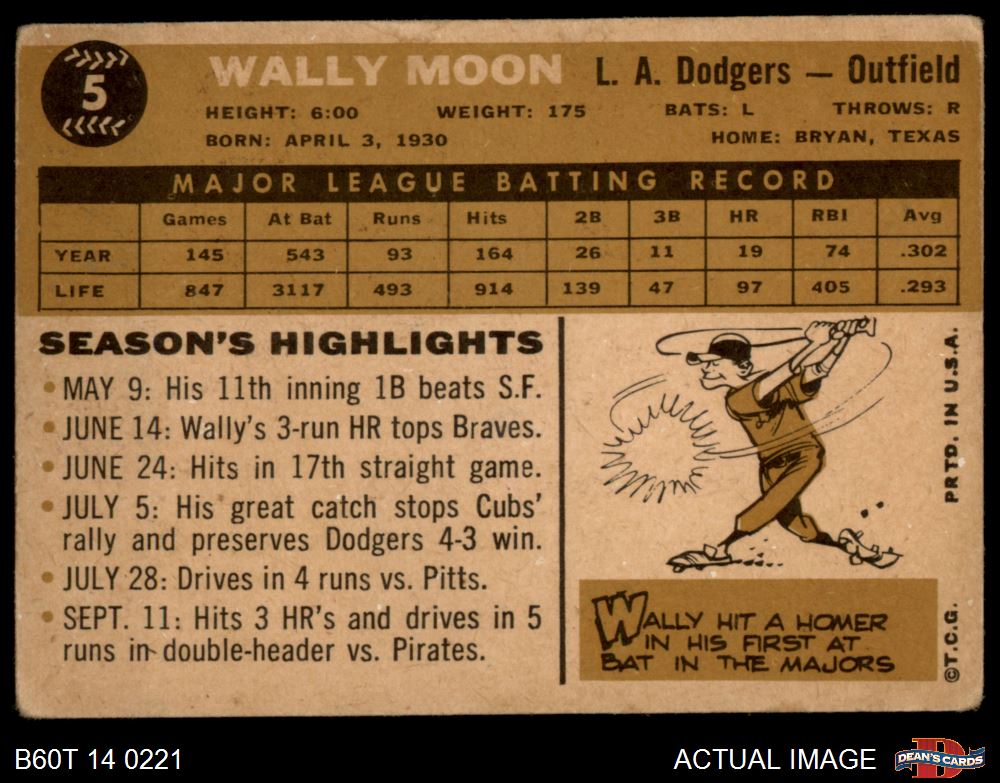 5
WALLY MOON L. A. Dodgers — Outfield
HEIGHT: 6:00 WEIGHT: 175 BATS: L THROWS: R
BORN: APRIL 3, 1930 HOME: BRYAN, TEXAS
MAJOR LEAGUE BATTING RECORD
Games At Bat Runs Hits 2B 3B HR RBI Avg
YEAR 145 543 93 164 26 11 19 74 .302
LIFE 847 3117 493 914 139 47 97 405 .293
SEASON'S HIGHLIGHTS
• MAY 9: His 11th inning 1B beats S.F.
• JUNE 14: Wally's 3-run HR tops Braves.
• JUNE 24: Hits in 17th straight game.
• JULY 5: His great catch stops Cubs'
rally and preserves Dodgers 4-3 win.
• JULY 28: Drives in 4 runs vs. Pitts.
• SEPT. 11: Hits 3 HR's and drives in 5
runs in double-header vs. Pirates.
WALLY HIT A HOMER
IN HIS FIRST AT
BAT IN THE MAJORS
©T.C.G. PRTD. IN U.S.A.
B60T 14 0221 ACTUAL IMAGE
DEAN'S CARDS